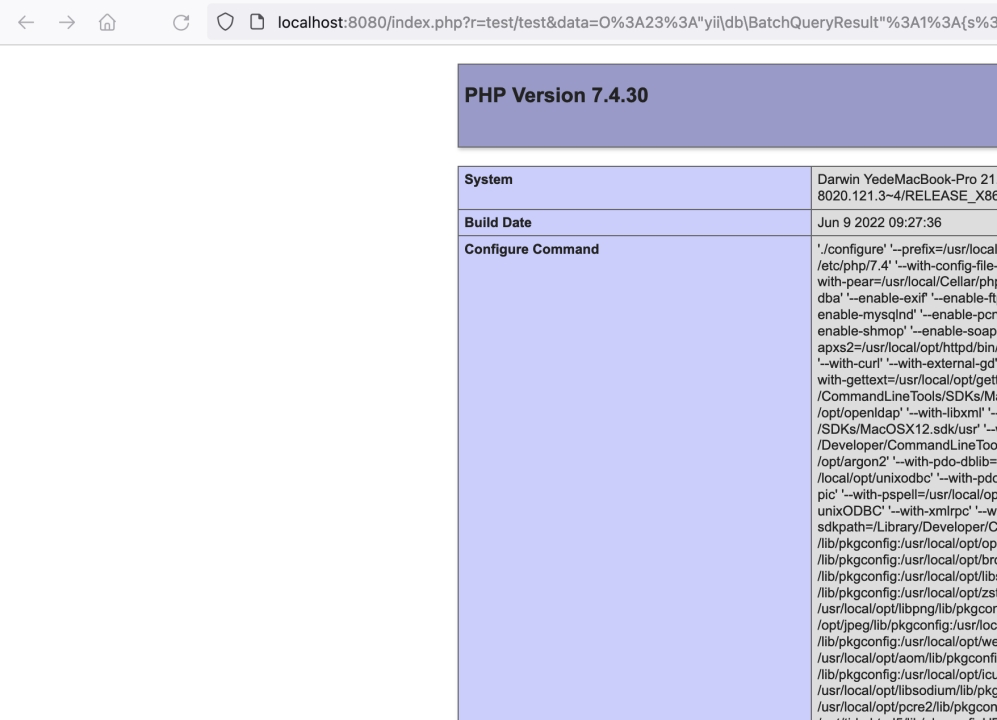 localhost:8080/index.php?r=test/test&data=O%3A23%3A"yii\db\BatchQueryResult"%3A1%3A{s%3
PHP Version 7.4.30
System
Darwin YedeMacBook-Pro 21.
8020.121.3~4/RELEASE_X86
Build Date
Jun 9 2022 09:27:36
Configure Command
'./configure' '--prefix=/usr/local
/etc/php/7.4' '--with-config-file-
with-pear=/usr/local/Cellar/php
dba' '--enable-exif' '--enable-ft
enable-mysqlnd' '--enable-pcn
enable-shmop' '--enable-soap
apxs2=/usr/local/opt/httpd/bin/
'--with-curl' '--with-external-gd'
with-gettext=/usr/local/opt/gett
/CommandLineTools/SDKs/Ma
/opt/openldap' '--with-libxml' '-
/SDKs/MacOSX12.sdk/usr' '--w
/Developer/CommandLineToo
/opt/argon2' '--with-pdo-dblib=
/local/opt/unixodbc' '--with-pdo
pic' '--with-pspell=/usr/local/op
unixODBC' '--with-xmlrpc' '--w
sdkpath=/Library/Developer/C
/lib/pkgconfig:/usr/local/opt/op
/lib/pkgconfig:/usr/local/opt/bro
/lib/pkgconfig:/usr/local/opt/libs
/lib/pkgconfig:/usr/local/opt/zst
/usr/local/opt/libpng/lib/pkgcon
/opt/jpeg/lib/pkgconfig:/usr/loc
/lib/pkgconfig:/usr/local/opt/we
/usr/local/opt/aom/lib/pkgconfi
/lib/pkgconfig:/usr/local/opt/icu
/usr/local/opt/libsodium/lib/pkg
/usr/local/opt/pcre2/lib/pkgcon